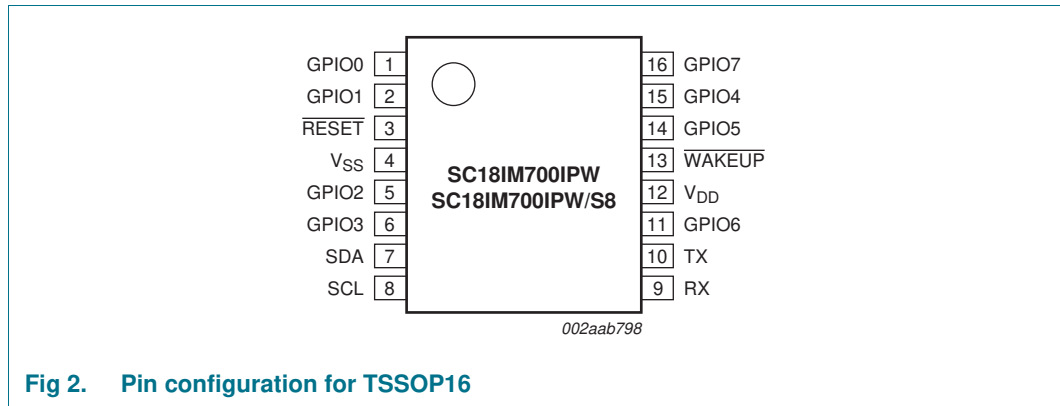 GPIO0 1 16 GPIO7
GPIO1 2 15 GPIO4
RESET 3 14 GPIO5
VSS 4 13 WAKEUP
SC18IM700IPW
SC18IM700IPW/S8
GPIO2 5 12 VDD
GPIO3 6 11 GPIO6
SDA 7 10 TX
SCL 8 9 RX
002aab798
Fig 2. Pin configuration for TSSOP16